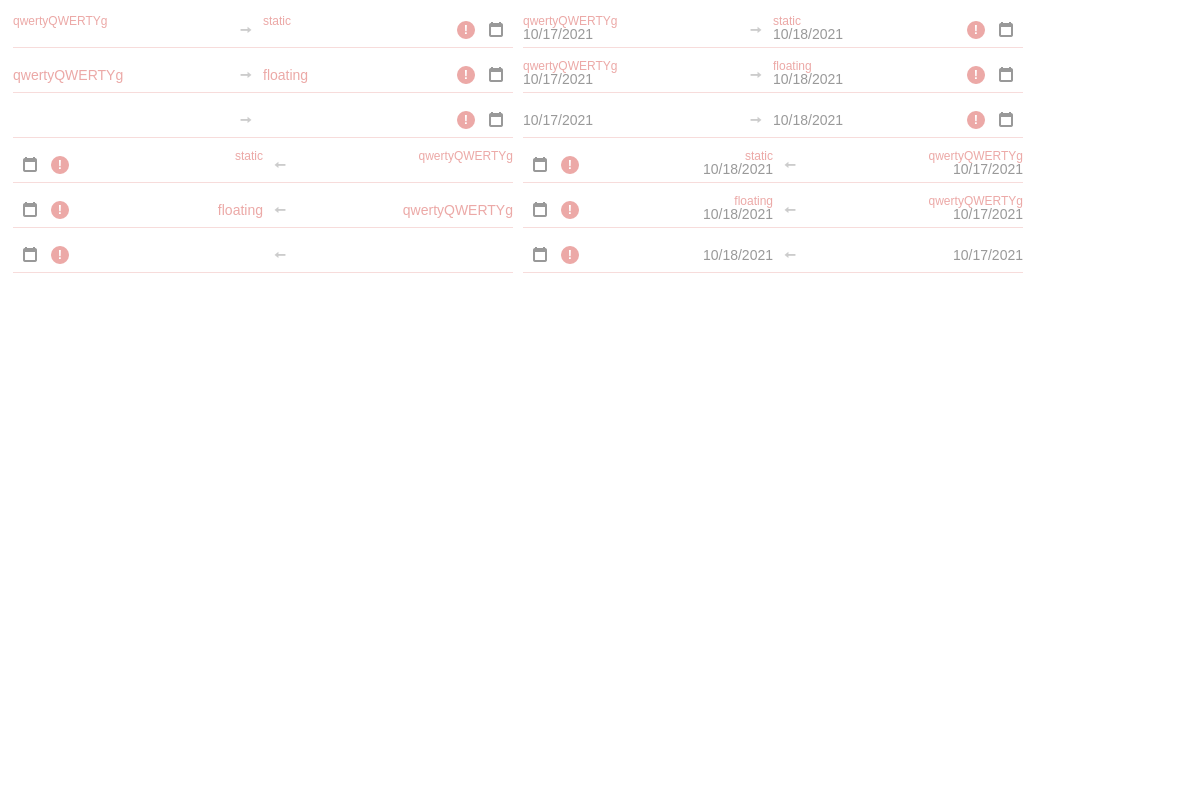 qwertyQWERTYg → static ! qwertyQWERTYg static
10/17/2021 → 10/18/2021 !
qwertyQWERTYg → floating ! qwertyQWERTYg floating
10/17/2021 → 10/18/2021 !
→ ! 10/17/2021 → 10/18/2021 !
! static ← qwertyQWERTYg ! static qwertyQWERTYg
10/18/2021 ← 10/17/2021
! floating ← qwertyQWERTYg ! floating qwertyQWERTYg
10/18/2021 ← 10/17/2021
! ← ! 10/18/2021 ← 10/17/2021